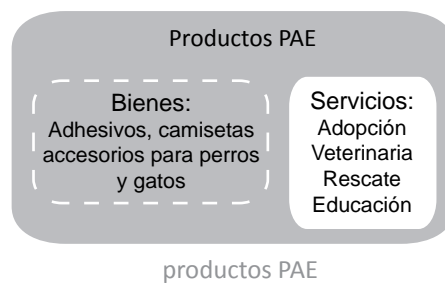 Productos PAE
Bienes:
Adhesivos, camisetas
accesorios para perros
y gatos
Servicios:
Adopción
Veterinaria
Rescate
Educación
productos PAE